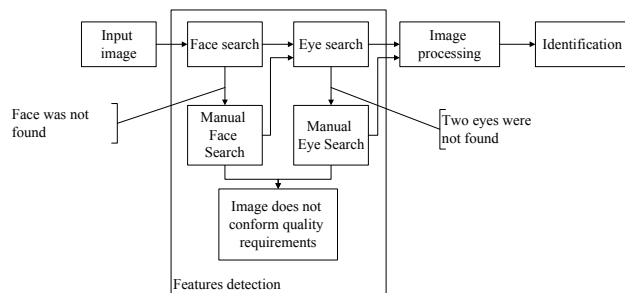 Input
image
Face search
Eye search
Image
processing
Identification
Face was not
found
Manual
Face
Search
Manual
Eye Search
Two eyes were
not found
Image does not
conform quality
requirements
Features detection